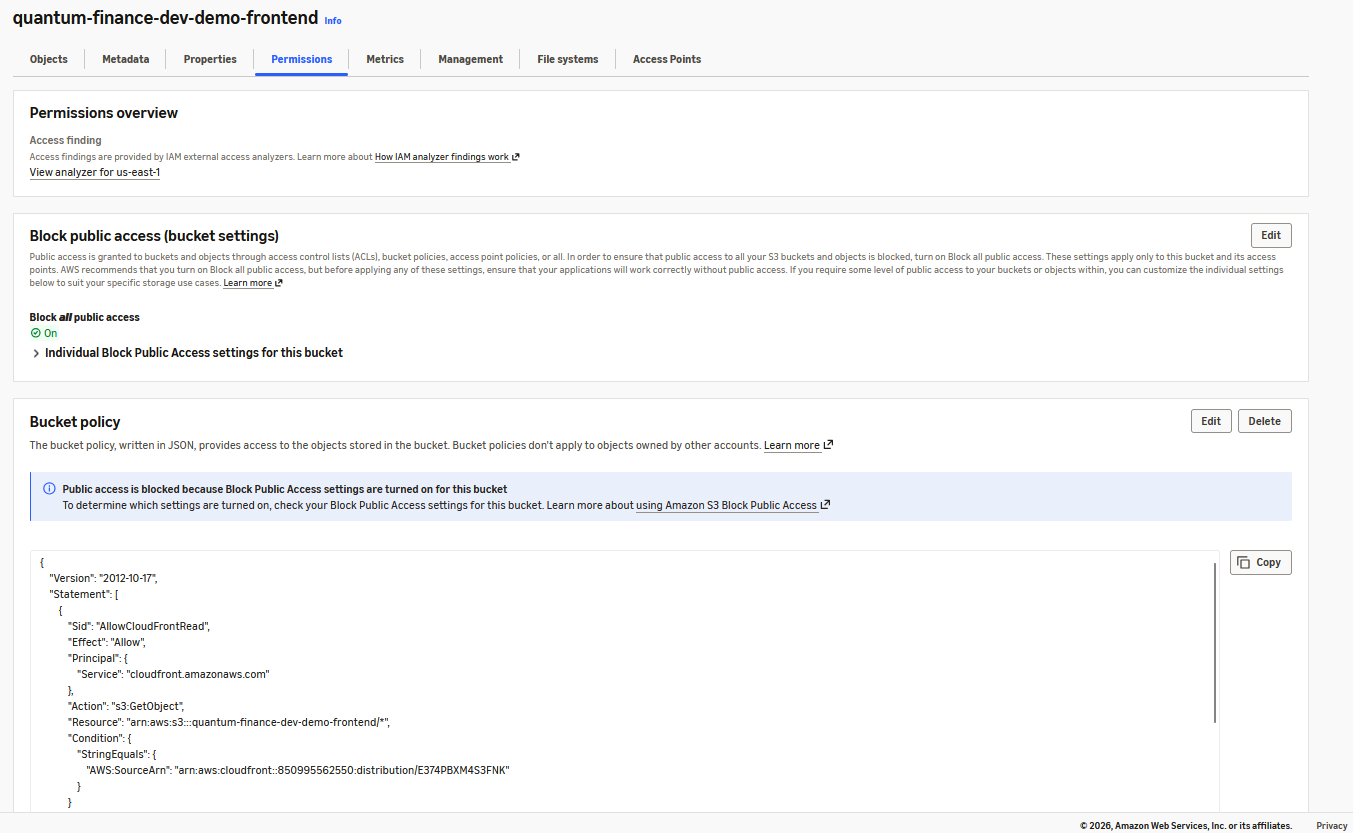 quantum-finance-dev-demo-frontend Info
Objects Metadata Properties Permissions Metrics Management File systems Access Points
Permissions overview
Access finding
Access findings are provided by IAM external access analyzers. Learn more about How IAM analyzer findings work
View analyzer for us-east-1
Block public access (bucket settings) Edit
Public access is granted to buckets and objects through access control lists (ACLs), bucket policies, access point policies, or all. In order to ensure that public access to all your S3 buckets and objects is blocked, turn on Block all public access. These settings apply only to this bucket and its access
points. AWS recommends that you turn on Block all public access, but before applying any of these settings, ensure that your applications will work correctly without public access. If you require some level of public access to your buckets or objects within, you can customize the individual settings
below to suit your specific storage use cases. Learn more
Block all public access
On
Individual Block Public Access settings for this bucket
Bucket policy Edit Delete
The bucket policy, written in JSON, provides access to the objects stored in the bucket. Bucket policies don't apply to objects owned by other accounts. Learn more
Public access is blocked because Block Public Access settings are turned on for this bucket
To determine which settings are turned on, check your Block Public Access settings for this bucket. Learn more about using Amazon S3 Block Public Access
{ Copy
"Version": "2012-10-17",
"Statement": [
{
"Sid": "AllowCloudFrontRead",
"Effect": "Allow",
"Principal": {
"Service": "cloudfront.amazonaws.com"
},
"Action": "s3:GetObject",
"Resource": "arn:aws:s3:::quantum-finance-dev-demo-frontend/*",
"Condition": {
"StringEquals": {
"AWS:SourceArn": "arn:aws:cloudfront::850995562550:distribution/E374PBXM4S3FNK"
}
}
© 2026, Amazon Web Services, Inc. or its affiliates. Privacy